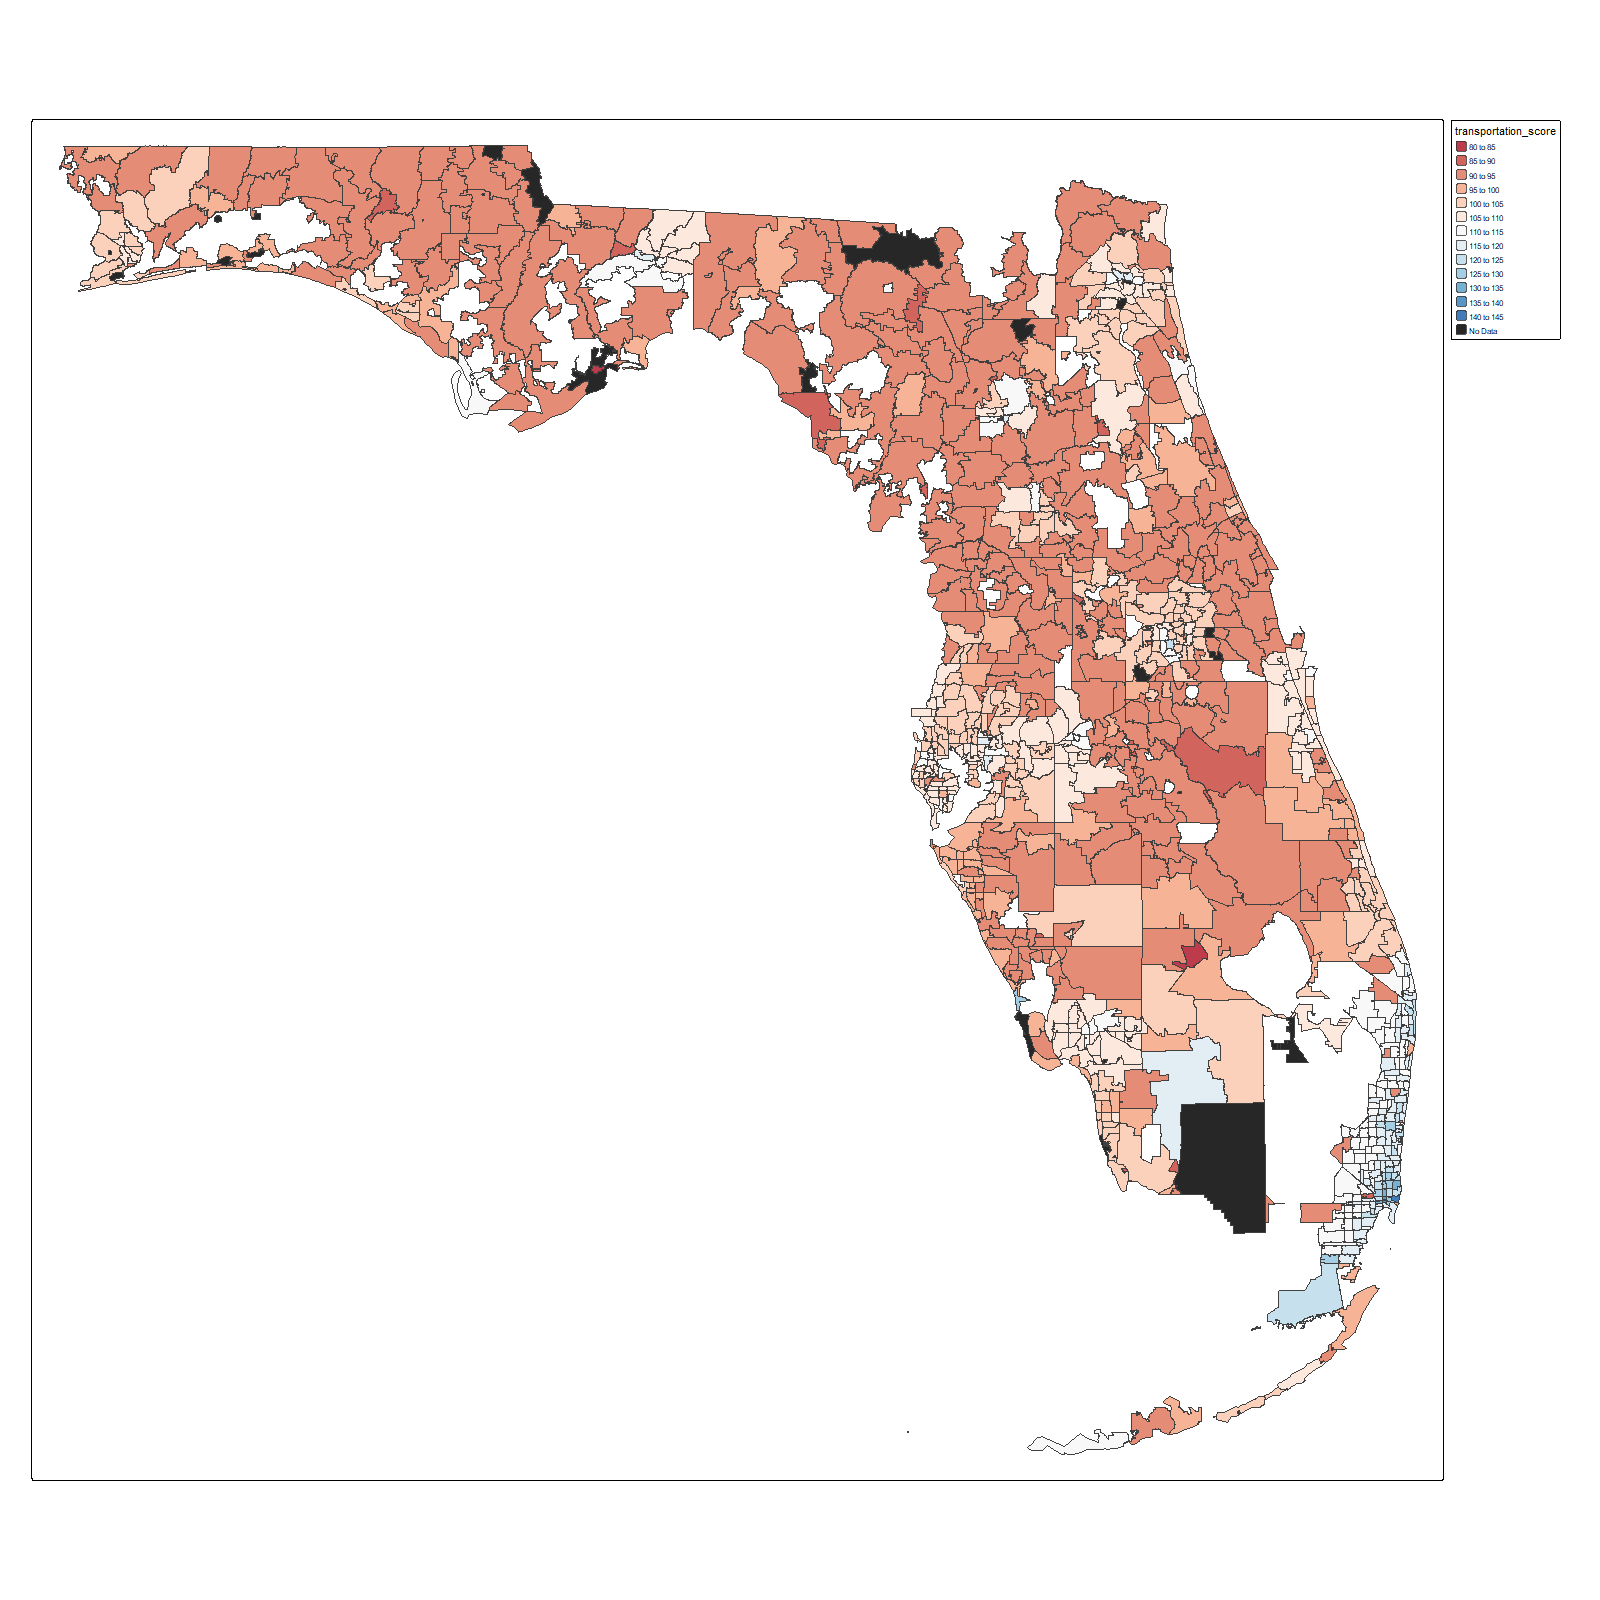 transportation_score
80 to 85
85 to 90
90 to 95
95 to 100
100 to 105
105 to 110
110 to 115
115 to 120
120 to 125
125 to 130
130 to 135
135 to 140
140 to 145
No Data